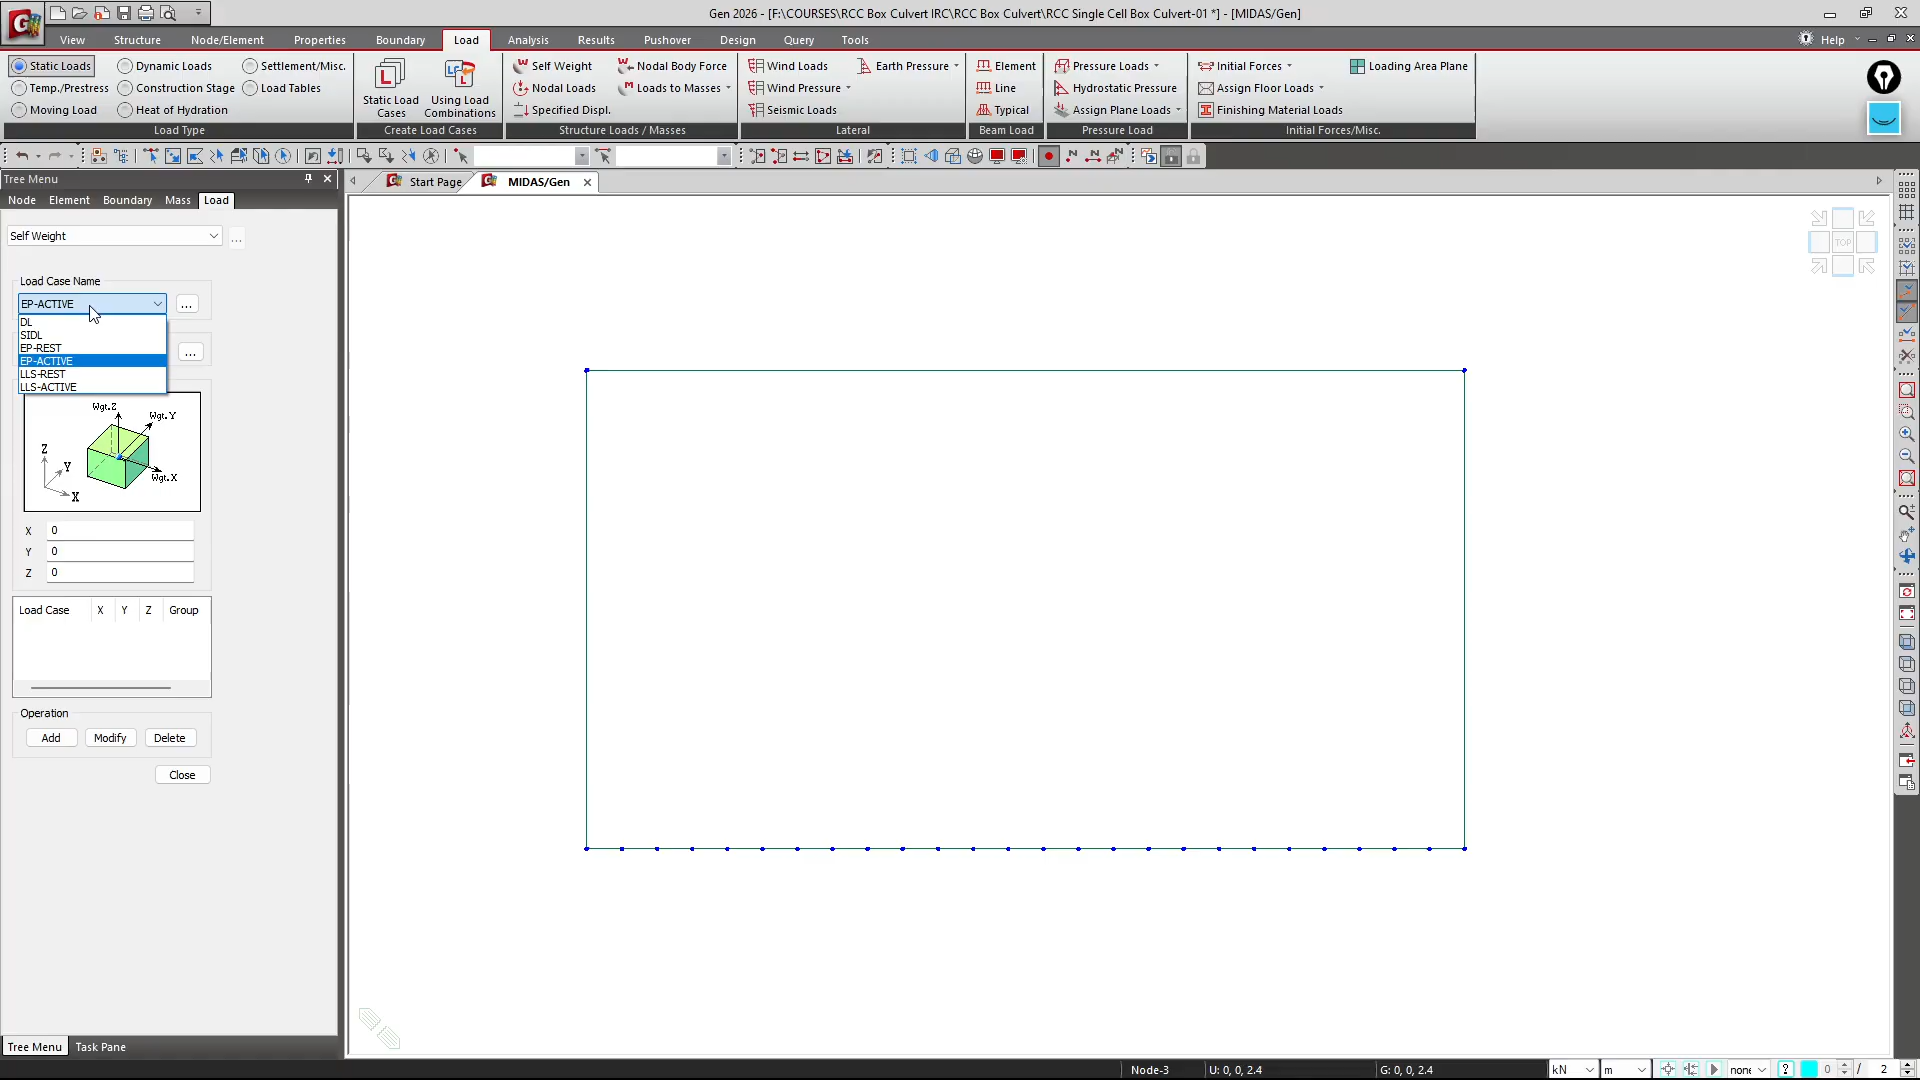 Gen 2026 - [F:\COURSES\RCC Box Culvert IRC\RCC Box Culvert\RCC Single Cell Box Culvert-01 *] - [MIDAS/Gen]
View Structure Node/Element Properties Boundary Load Analysis Results Pushover Design Query Tools Help
Static Loads Dynamic Loads Settlement/Misc. Self Weight Nodal Body Force Wind Loads Earth Pressure Element Pressure Loads Initial Forces Loading Area Plane
Temp./Prestress Construction Stage Load Tables Static Load Cases Using Load Combinations Nodal Loads Loads to Masses Wind Pressure Line Hydrostatic Pressure Assign Floor Loads
Moving Load Heat of Hydration Specified Displ. Seismic Loads Typical Assign Plane Loads Finishing Material Loads
Load Type Create Load Cases Structure Loads / Masses Lateral Beam Load Pressure Load Initial Forces/Misc.
Tree Menu
Start Page MIDAS/Gen
Node Element Boundary Mass Load
Self Weight ...
TOP
Load Case Name
EP-ACTIVE ...
DL
SIDL
EP-REST
...
EP-ACTIVE
LLS-REST
LLS-ACTIVE
Wgt.Z
Wgt.Y
Z
Y
Wgt.X
X
X 0
Y 0
Z 0
Load Case X Y Z Group
Operation
Add Modify Delete
Close
Tree Menu Task Pane
Node-3 U: 0, 0, 2.4 G: 0, 0, 2.4 kN m none ? 0 / 2